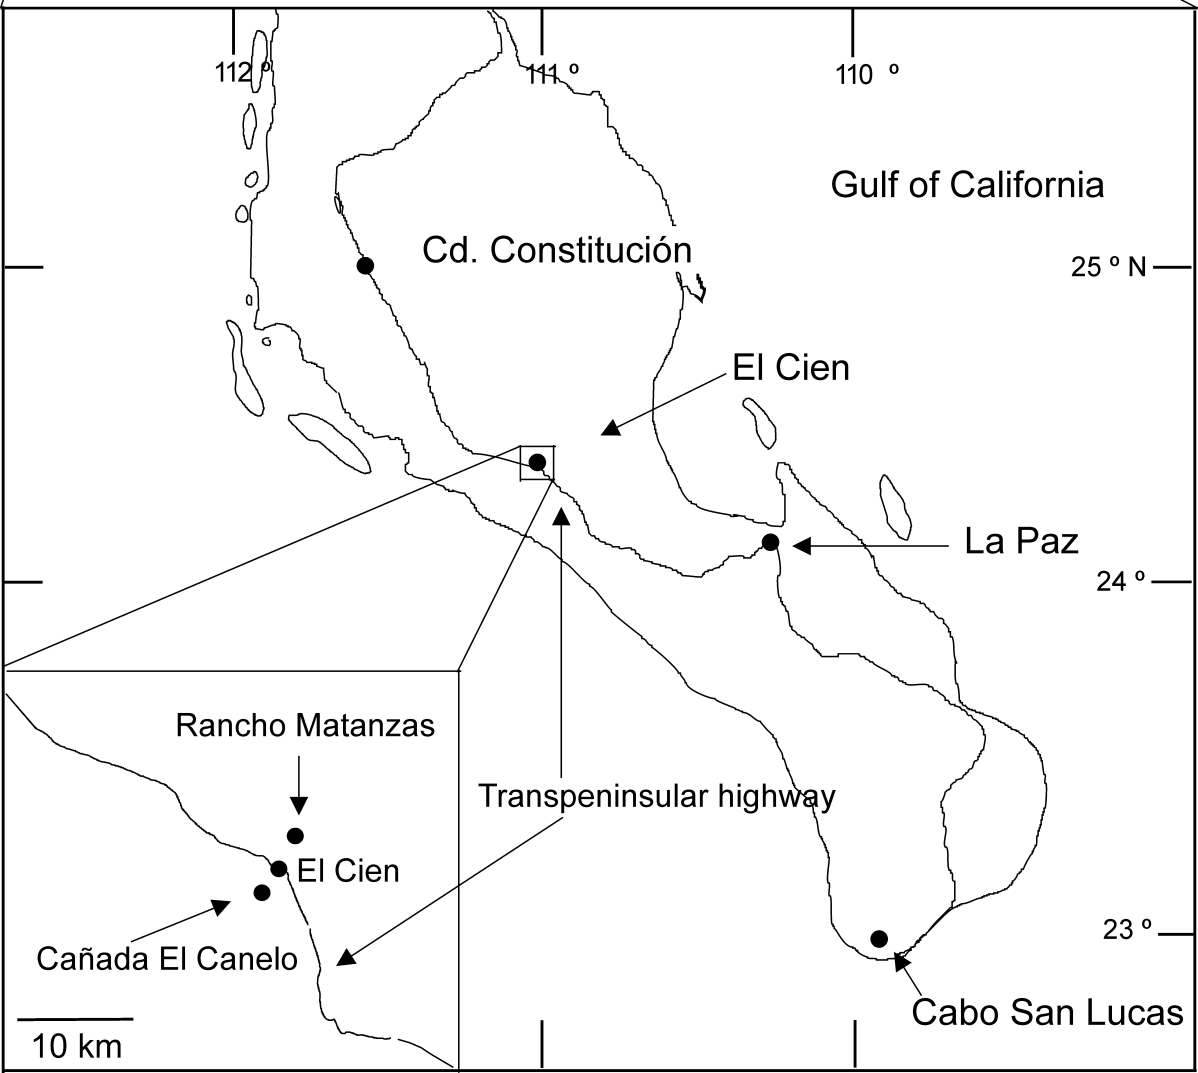 112 º
111 º
110 º
Gulf of California
Cd. Constitución
25 º N
El Cien
La Paz
24 º
Rancho Matanzas
Transpeninsular highway
El Cien
23 º
Cañada El Canelo
Cabo San Lucas
10 km